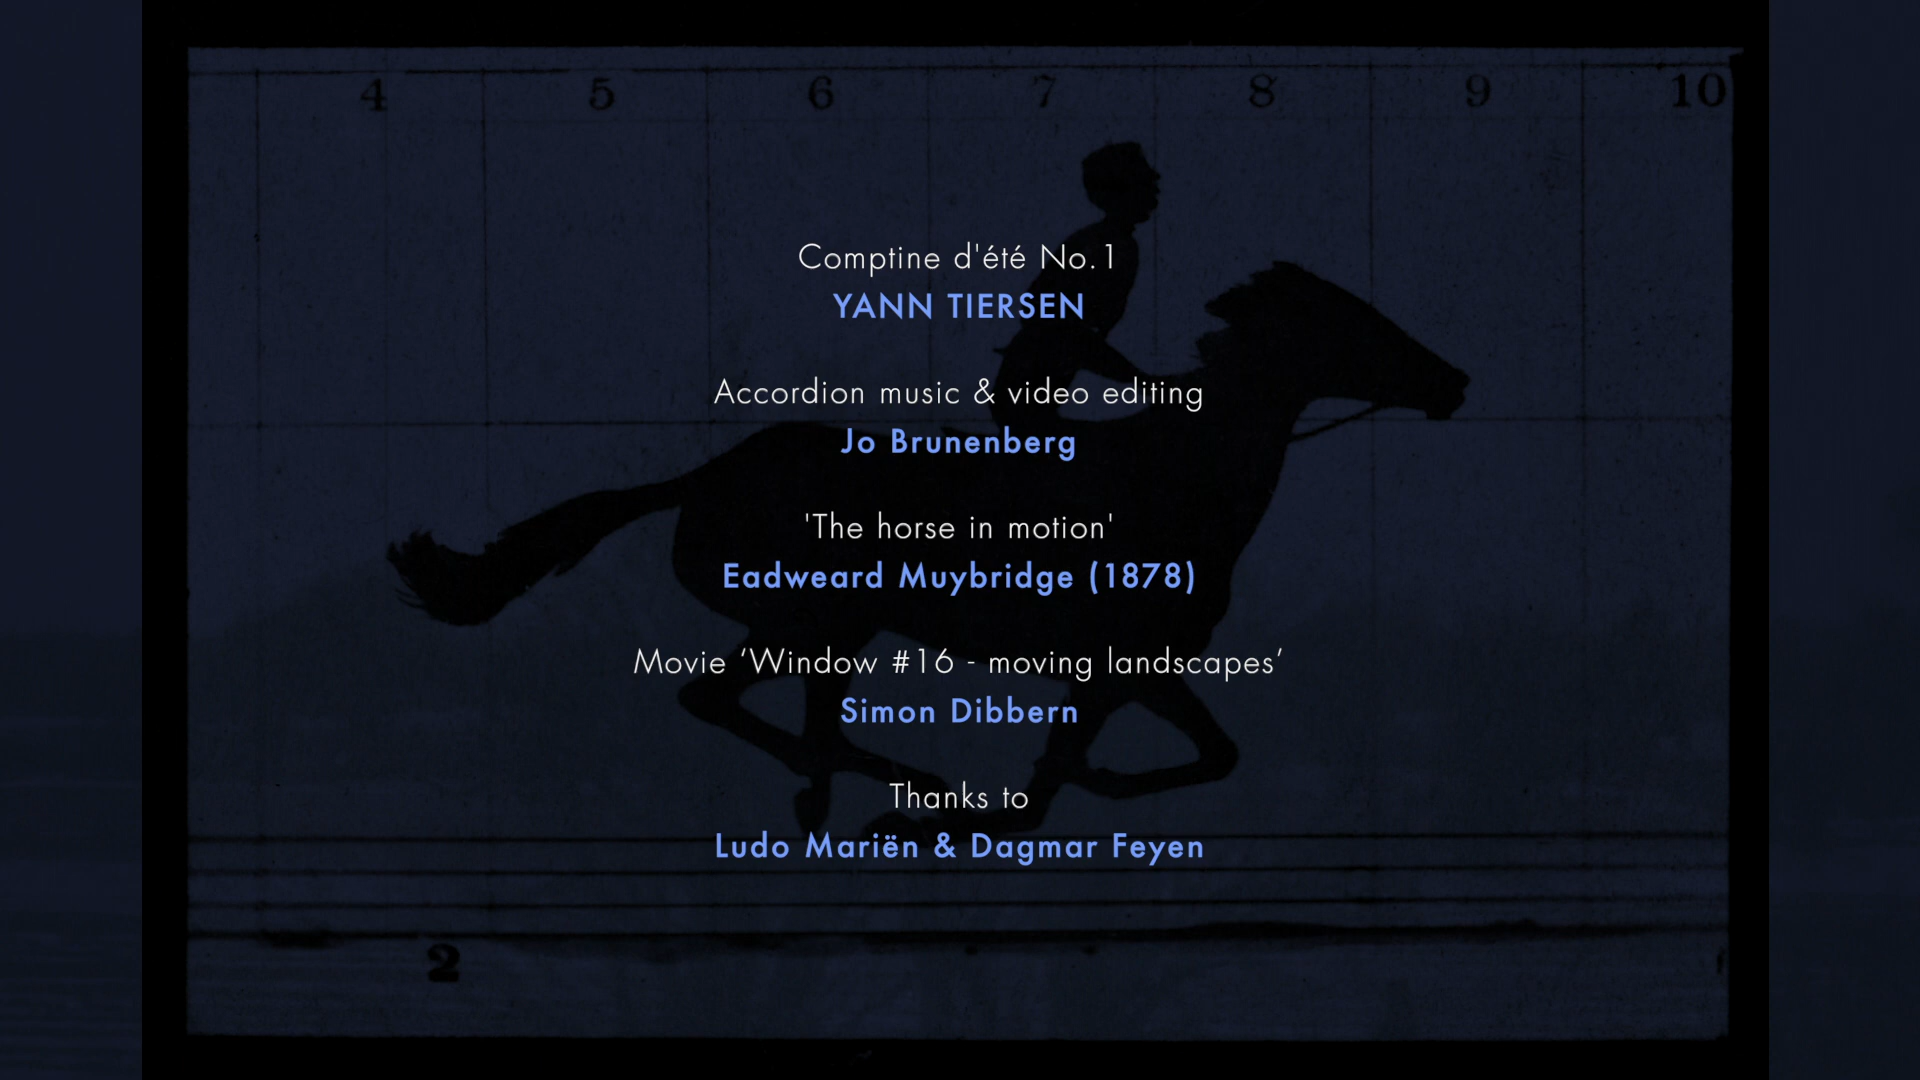 4 5 6 7 8 9 10
Comptine d'été No.1
YANN TIERSEN
Accordion music & video editing
Jo Brunenberg
'The horse in motion'
Eadweard Muybridge (1878)
Movie ‘Window #16 - moving landscapes’
Simon Dibbern
Thanks to
Ludo Mariën & Dagmar Feyen
2